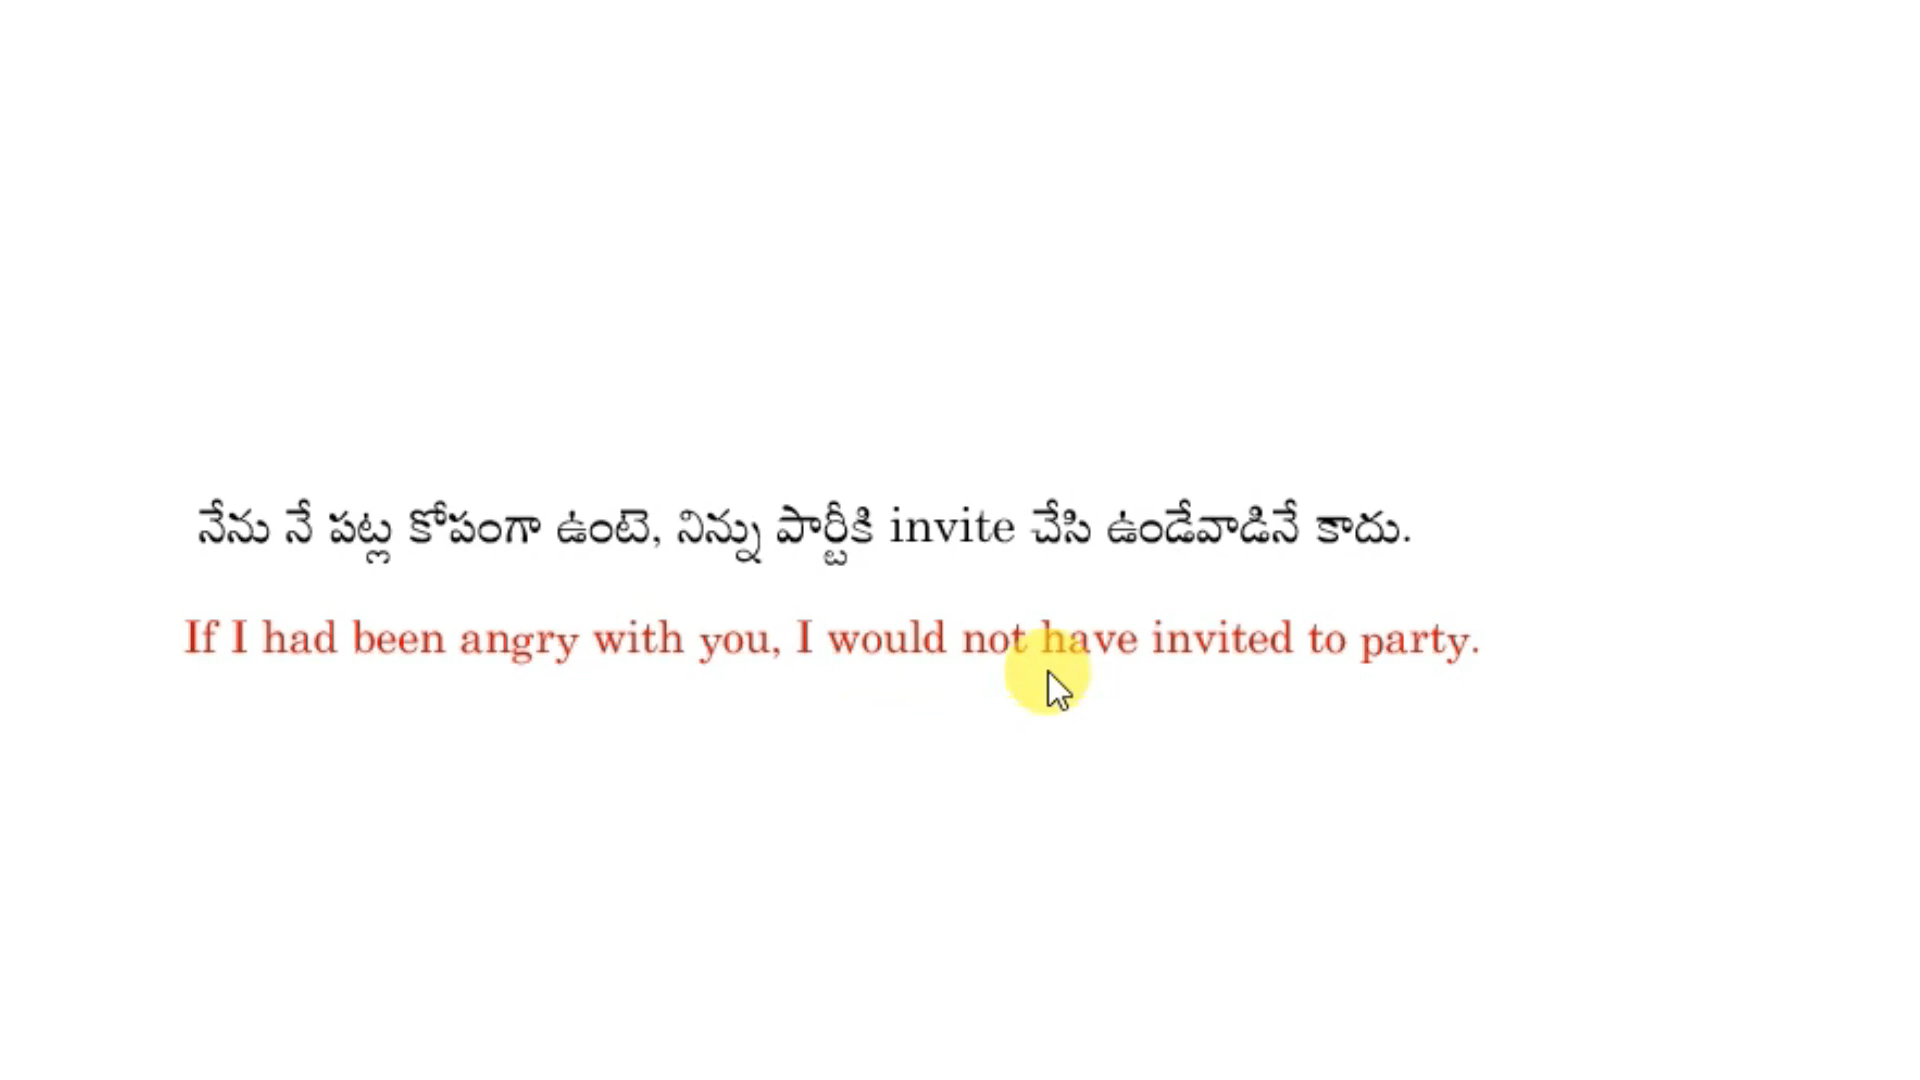 నేను నే పట్ల కోపంగా ఉంటె, నిన్ను పార్టీకి invite చేసి ఉండేవాడినే కాదు.
If I had been angry with you, I would not have invited to party.